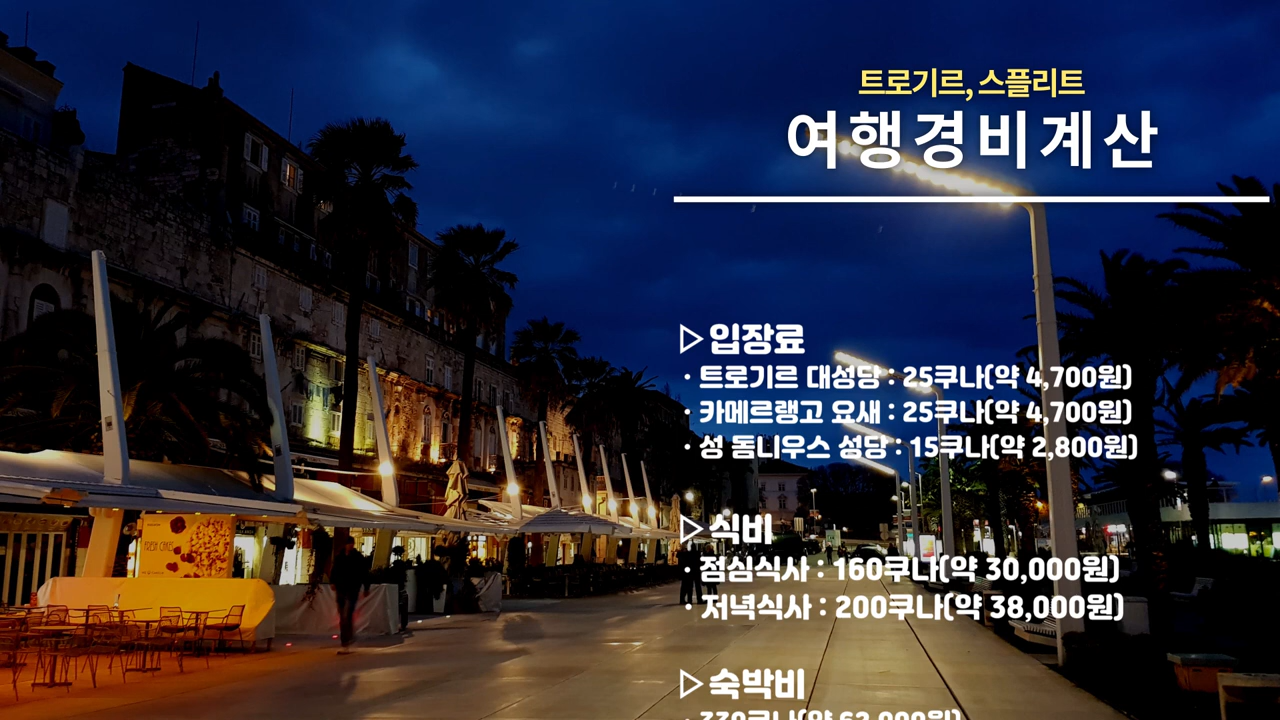 트로기르, 스플리트
여행경비계산
▷입장료
· 트로기르 대성당 : 25쿠나(약 4,700원)
· 카메르랭고 요새 : 25쿠나(약 4,700원)
· 성 돔니우스 성당 : 15쿠나(약 2,800원)
▷식비
· 점심식사 : 160쿠나(약 30,000원)
· 저녁식사 : 200쿠나(약 38,000원)
▷숙박비
FRESH CAKES